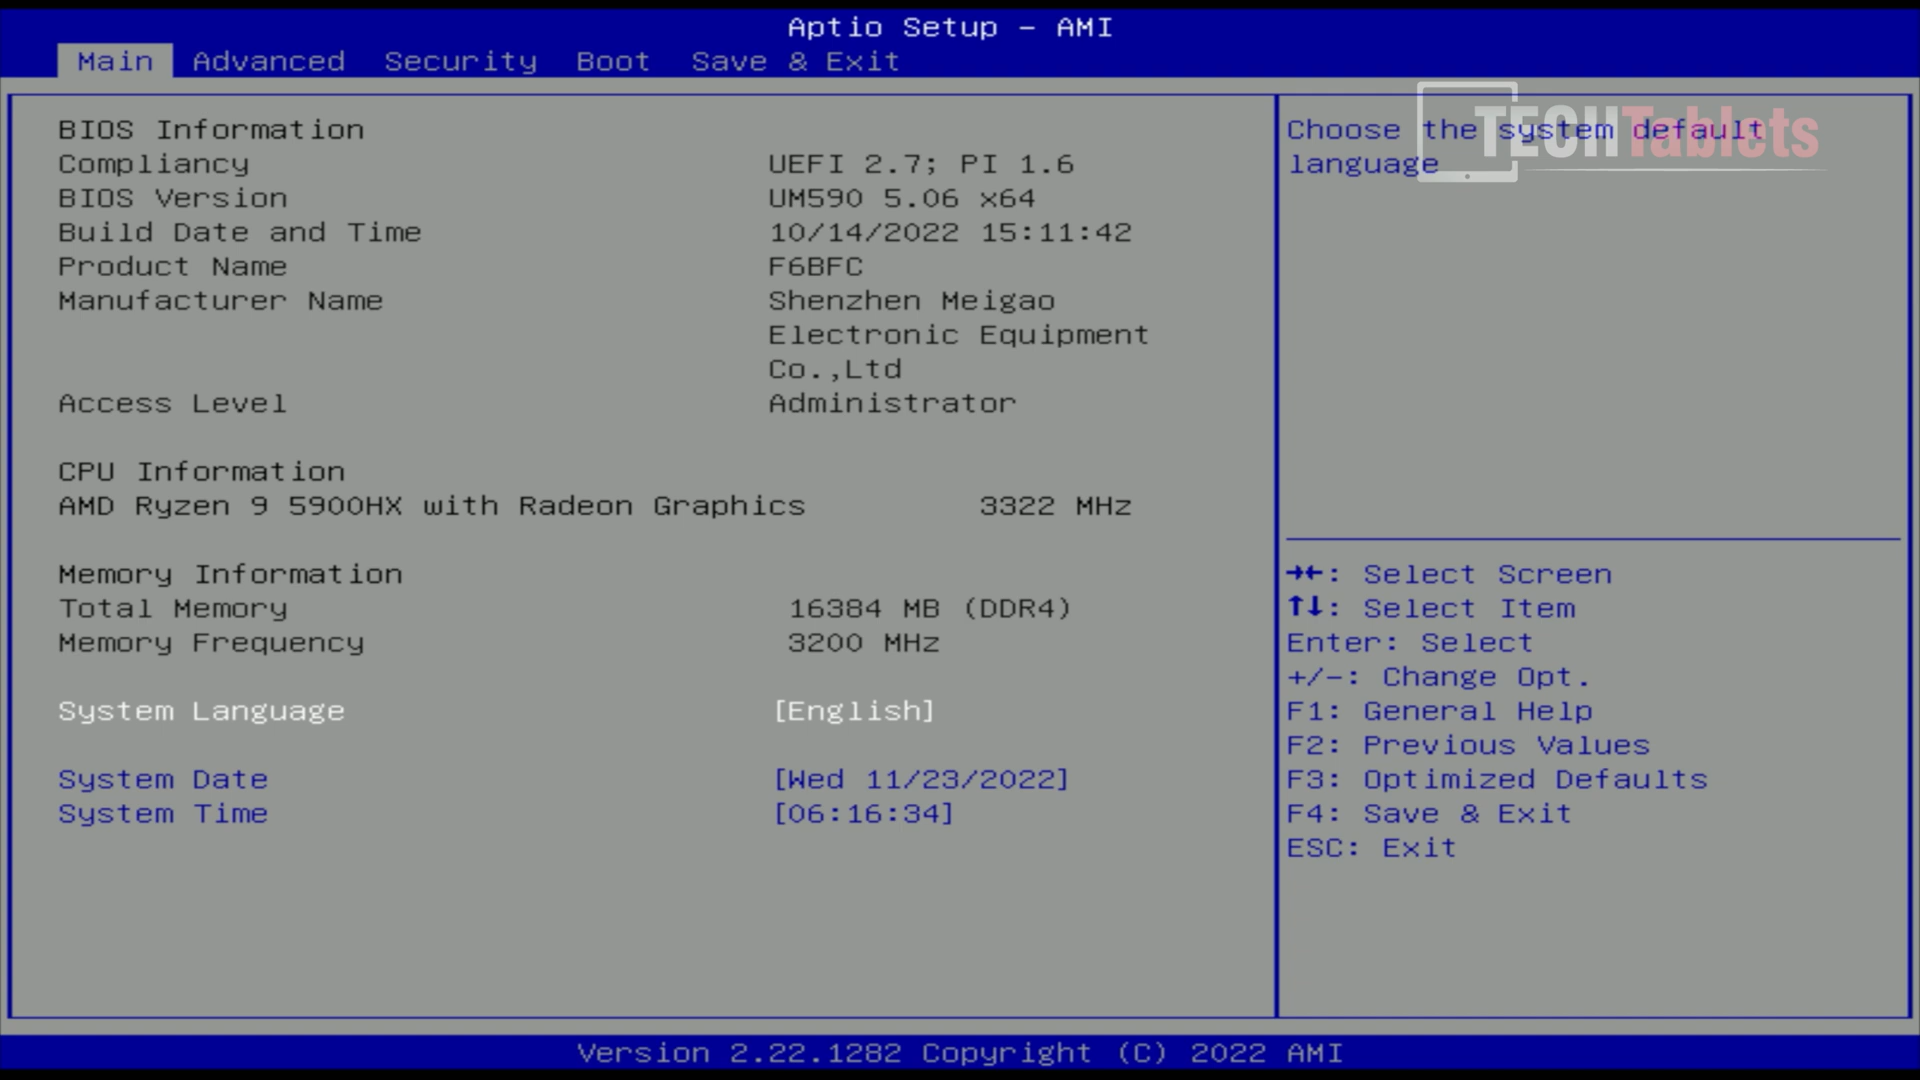 Aptio Setup - AMI
Main Advanced Security Boot Save & Exit
TECHTablets
BIOS Information
Compliancy UEFI 2.7; PI 1.6
BIOS Version UM590 5.06 x64
Build Date and Time 10/14/2022 15:11:42
Product Name F6BFC
Manufacturer Name Shenzhen Meigao
Electronic Equipment
Co.,Ltd
Access Level Administrator
CPU Information
AMD Ryzen 9 5900HX with Radeon Graphics 3322 MHz
Memory Information
Total Memory 16384 MB (DDR4)
Memory Frequency 3200 MHz
System Language [English]
System Date [Wed 11/23/2022]
System Time [06:16:34]
Choose the system default
language
→←: Select Screen
↑↓: Select Item
Enter: Select
+/-: Change Opt.
F1: General Help
F2: Previous Values
F3: Optimized Defaults
F4: Save & Exit
ESC: Exit
Version 2.22.1282 Copyright (C) 2022 AMI